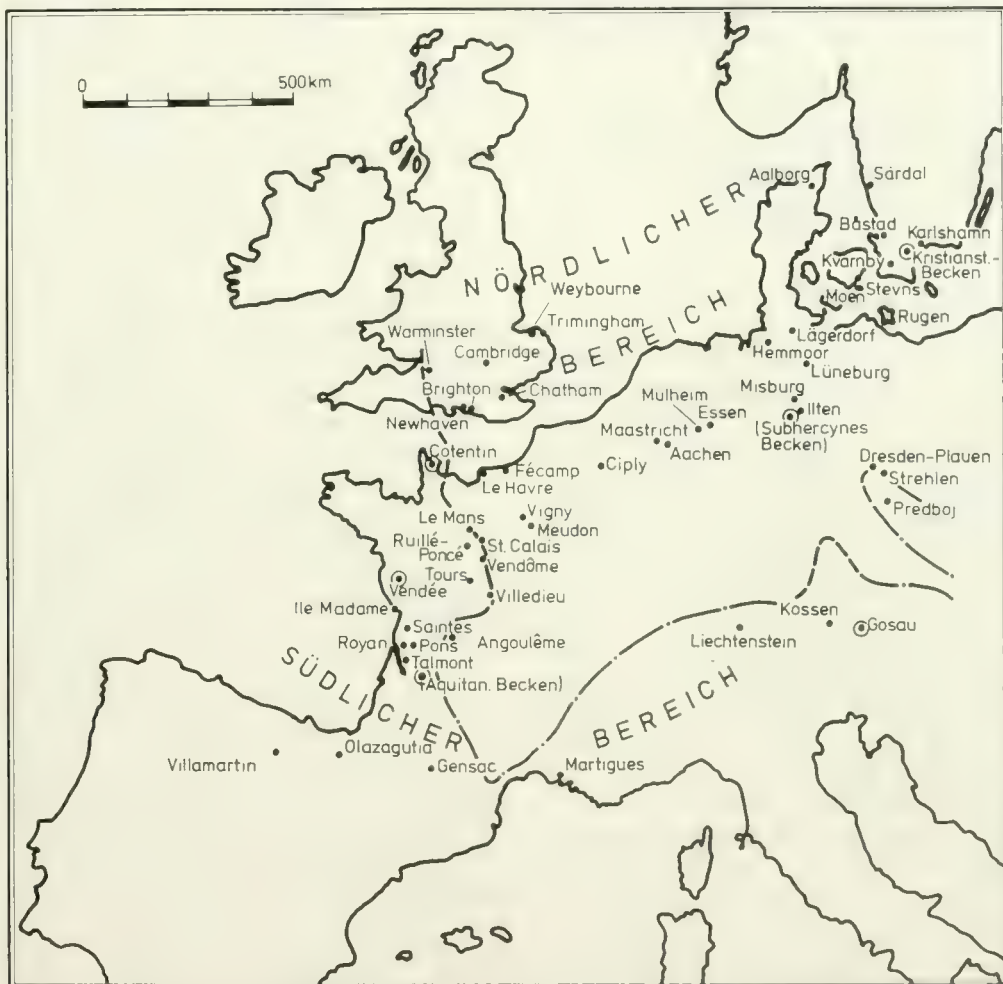 0 500km
NÖRDLICHER
BEREICH
Aalborg
Särdal
Båstad
Karlshamn
Kvarnby
Kristianst.-
Becken
Stevns
Moen
Rugen
Weybourne
Trimingham
Warminster
Cambridge
Lägerdorf
Hemmoor
Lüneburg
Brighton
Chatham
Newhaven
Misburg
Mulheim
Essen
Ilten
(Subhercynes
Becken)
Maastricht
Aachen
Cotentin
Fécamp
Ciply
Le Havre
Dresden-Plauen
Strehlen
Predboj
Le Mans
Vigny
Meudon
Ruillé-
Poncé
St. Calais
Vendôme
Tours
Vendée
Villedieu
Ile Madame
Kossen
Saintes
Liechtenstein
Gosau
Royan
Pons
Angoulême
Talmont
(Aquitan. Becken)
SÜDLICHER
BEREICH
Villamartin
Olazagutia
Gensac
Martigues